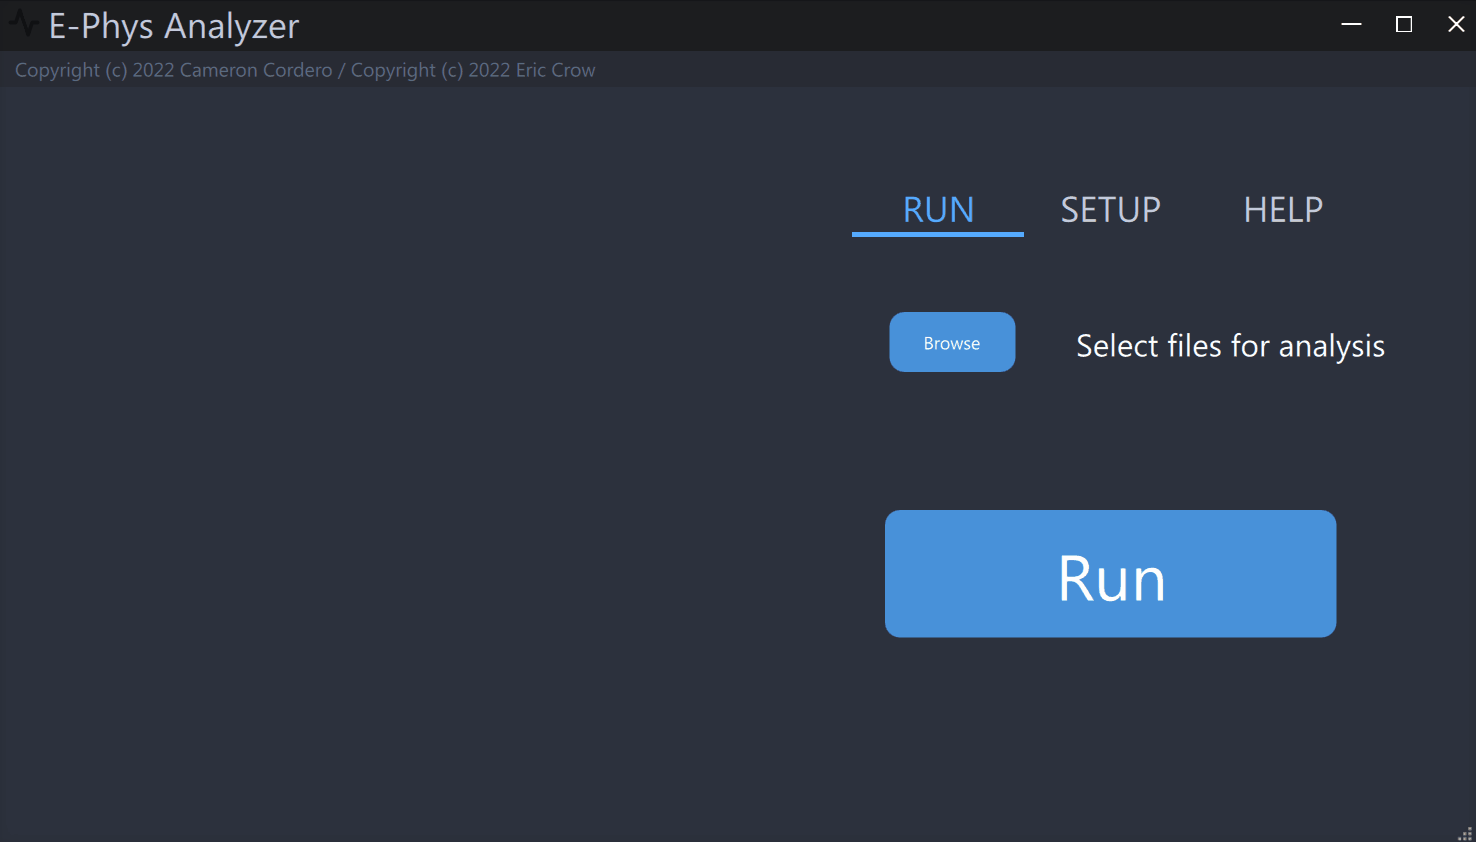 E-Phys Analyzer
Copyright (c) 2022 Cameron Cordero / Copyright (c) 2022 Eric Crow
RUN SETUP HELP
Browse Select files for analysis
Run